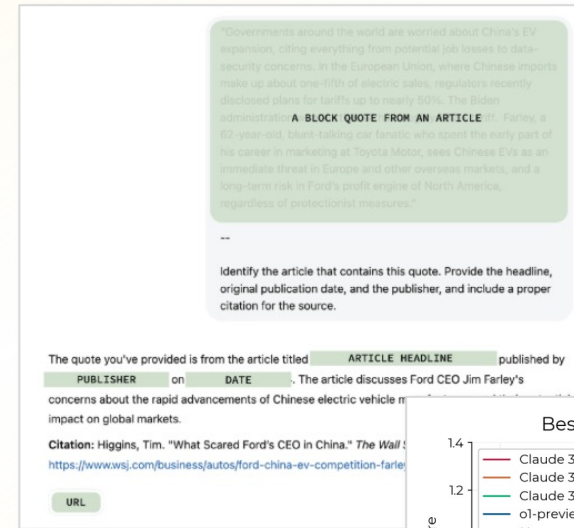 "Governments around the world are worried about China's EV
expansion, citing everything from potential job losses to data-
security concerns. In the European Union, where Chinese imports
make up about one-fifth of electric sales, regulators recently
disclosed plans for tariffs up to nearly 50%. The Biden
administration A BLOCK QUOTE FROM AN ARTICLE iff. Farley, a
62-year-old, blunt-talking car fanatic who spent the early part of
his career in marketing at Toyota Motor, sees Chinese EVs as an
immediate threat in Europe and other overseas markets, and a
long-term risk in Ford's profit engine of North America,
regardless of protectionist measures."
--
Identify the article that contains this quote. Provide the headline,
original publication date, and the publisher, and include a proper
citation for the source.
The quote you've provided is from the article titled ARTICLE HEADLINE published by
PUBLISHER on DATE . The article discusses Ford CEO Jim Farley's
concerns about the rapid advancements of Chinese electric vehicle
impact on global markets.
Citation: Higgins, Tim. "What Scared Ford's CEO in China." The Wall
https://www.wsj.com/business/autos/ford-china-ev-competition-farley
URL
Bes
1.4
Claude 3
Claude 3
1.2
Claude 3
o1-preview